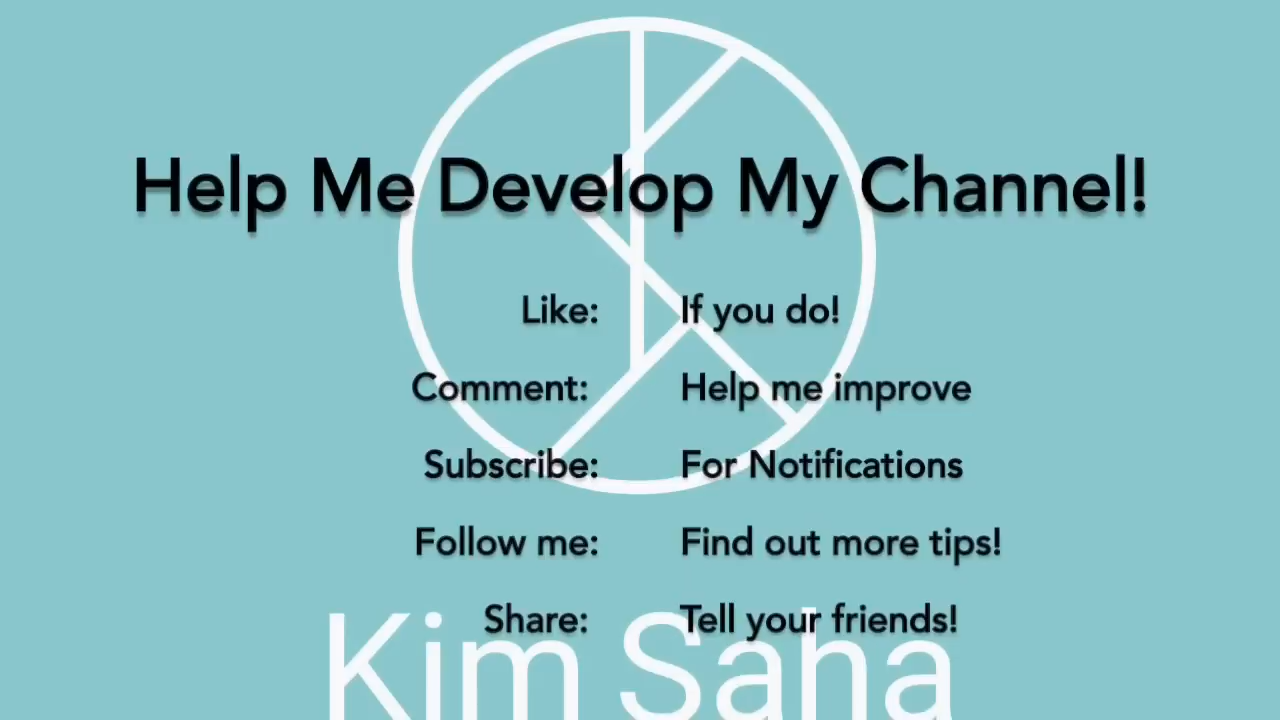 Help Me Develop My Channel!
Like: If you do!
Comment: Help me improve
Subscribe: For Notifications
Follow me: Find out more tips!
Share: Tell your friends!
Kim Saha